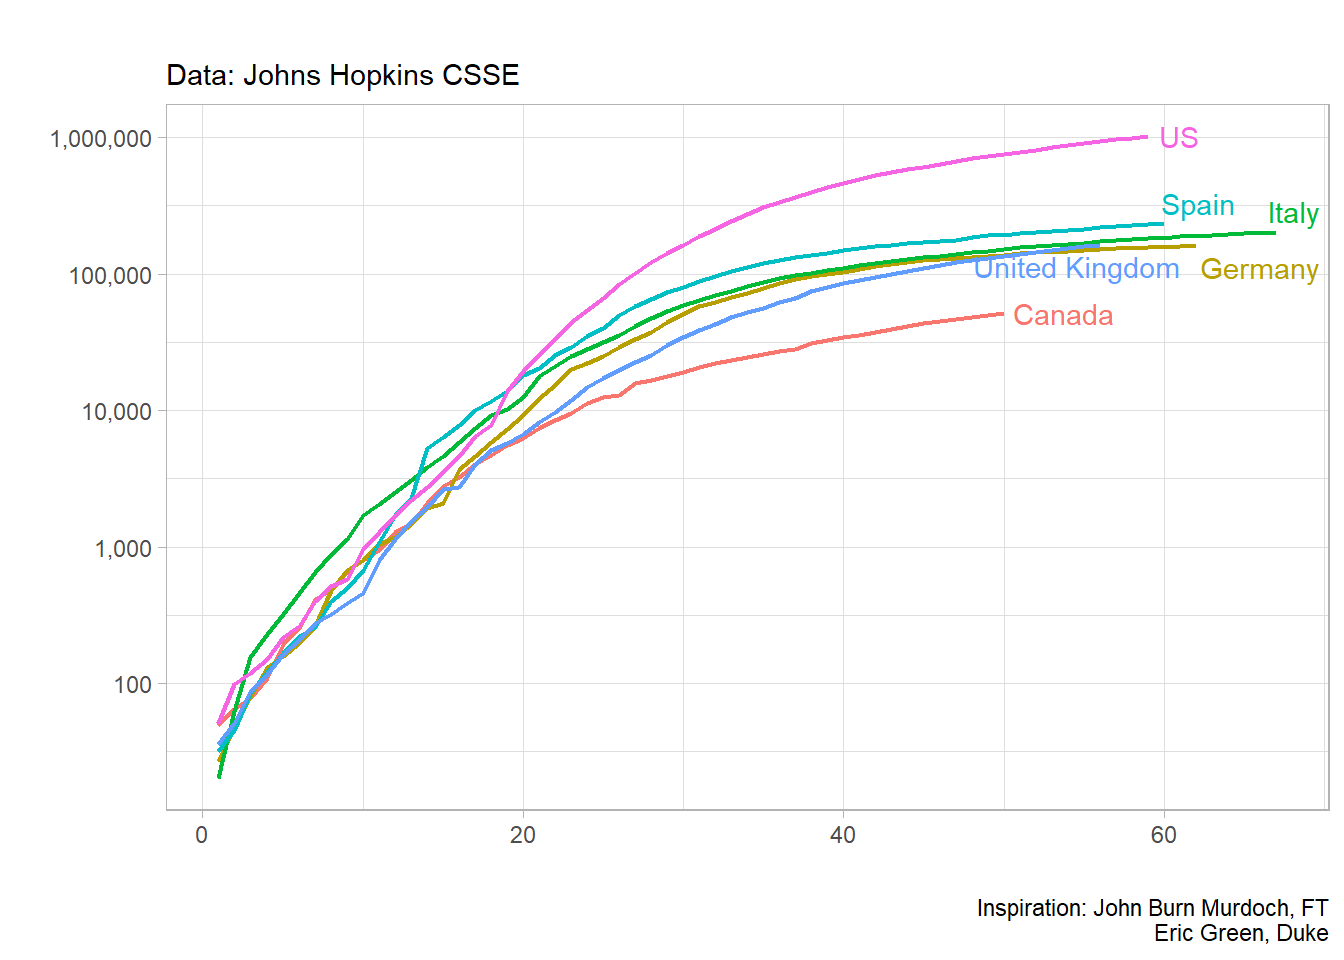 Data: Johns Hopkins CSSE
1,000,000
100,000
10,000
1,000
100
US
Spain
Italy
United Kingdom
Germany
Canada
0
20
40
60
Inspiration: John Burn Murdoch, FT
Eric Green, Duke